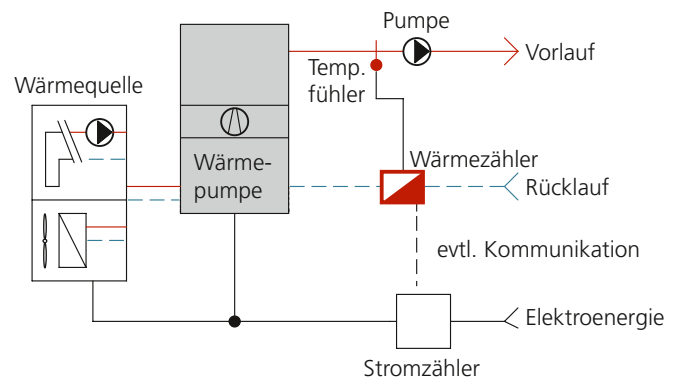 Pumpe
Vorlauf
Temp.
fühler
Wärmequelle
Wärme-
pumpe
Wärmezähler
Rücklauf
evtl. Kommunikation
Elektroenergie
Stromzähler